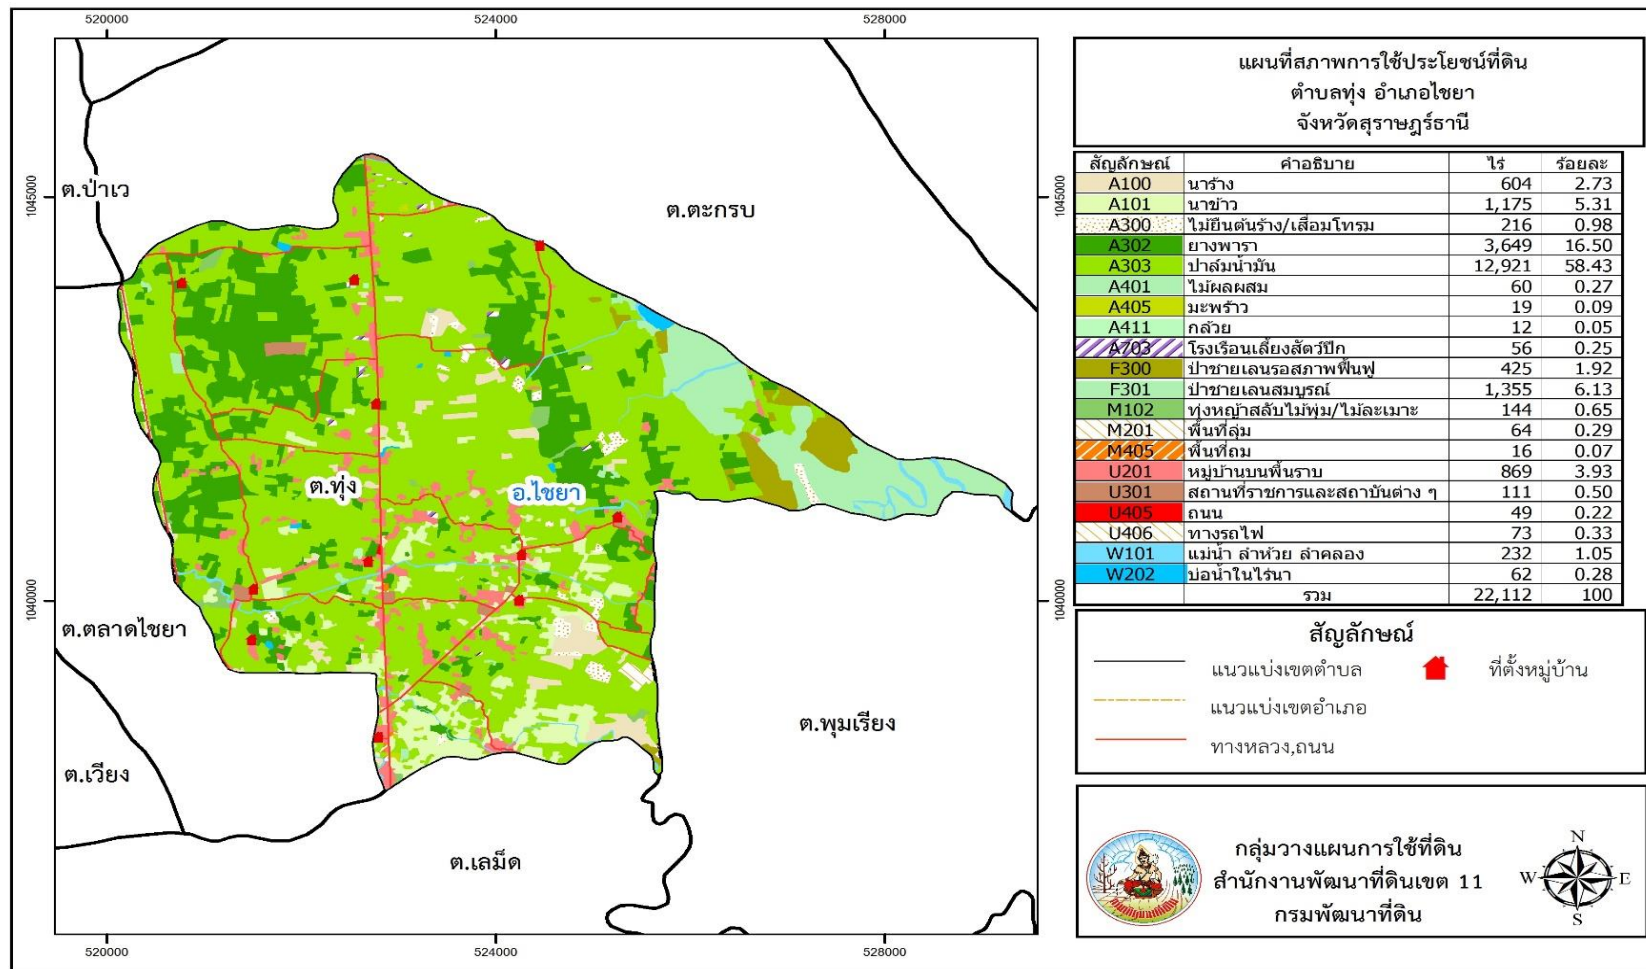 520000 524000 528000
แผนที่สภาพการใช้ประโยชน์ที่ดิน
ตำบลทุ่ง อำเภอไชยา
จังหวัดสุราษฎร์ธานี
สัญลักษณ์ คำอธิบาย ไร่ ร้อยละ
A100 นาร้าง 604 2.73
A101 นาข้าว 1,175 5.31
A300 ไม้ยืนต้นร้าง/เสื่อมโทรม 216 0.98
A302 ยางพารา 3,649 16.50
A303 ปาล์มน้ำมัน 12,921 58.43
A401 ไม้ผลผสม 60 0.27
A405 มะพร้าว 19 0.09
A411 กล้วย 12 0.05
A703 โรงเรือนเลี้ยงสัตว์ปีก 56 0.25
F300 ป่าชายเลนรอสภาพฟื้นฟู 425 1.92
F301 ป่าชายเลนสมบูรณ์ 1,355 6.13
M102 ทุ่งหญ้าสลับไม้พุ่ม/ไม้ละเมาะ 144 0.65
M201 พื้นที่ลุ่ม 64 0.29
M405 พื้นที่ถม 16 0.07
U201 หมู่บ้านบนพื้นราบ 869 3.93
U301 สถานที่ราชการและสถาบันต่าง ๆ 111 0.50
U405 ถนน 49 0.22
U406 ทางรถไฟ 73 0.33
W101 แม่น้ำ ลำห้วย ลำคลอง 232 1.05
W202 บ่อน้ำในไร่นา 62 0.28
รวม 22,112 100
ต.ป่าเว
ต.ตะกรบ
1045000 1045000
ต.ทุ่ง
อ.ไชยา
1040000 1040000
ต.ตลาดไชยา
ต.พุมเรียง
ต.เวียง
ต.เลม็ด
สัญลักษณ์
แนวแบ่งเขตตำบล ที่ตั้งหมู่บ้าน
แนวแบ่งเขตอำเภอ
ทางหลวง,ถนน
กลุ่มวางแผนการใช้ที่ดิน
สำนักงานพัฒนาที่ดินเขต 11
กรมพัฒนาที่ดิน
N
W E
S
520000 524000 528000